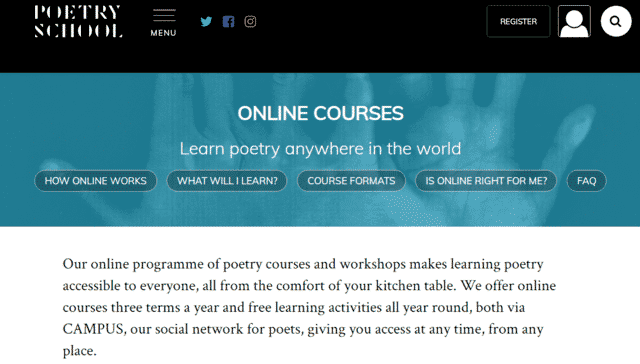 POETRY
SCHOOL
MENU
REGISTER
ONLINE COURSES
Learn poetry anywhere in the world
HOW ONLINE WORKS
WHAT WILL I LEARN?
COURSE FORMATS
IS ONLINE RIGHT FOR ME?
FAQ
Our online programme of poetry courses and workshops makes learning poetry
accessible to everyone, all from the comfort of your kitchen table. We offer online
courses three terms a year and free learning activities all year round, both via
CAMPUS, our social network for poets, giving you access at any time, from any
place.